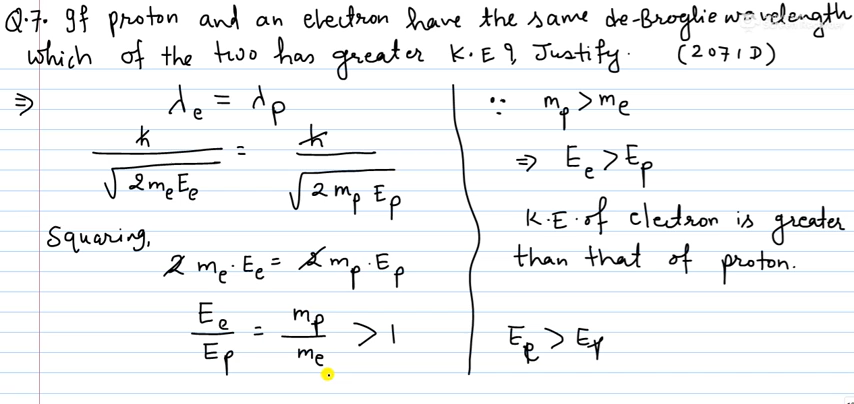 Q.7. If proton and an electron have the same de-Broglie wavelength
which of the two has greater K.E? Justify. (2071 D)
⇒ λe = λp
h / √2meEe = h / √2mpEp
Squaring,
2 me·Ee = 2 mp·Ep
Ee / Ep = mp / me > 1
∵ mp > me
⇒ Ee > Ep
K.E. of electron is greater
than that of proton.